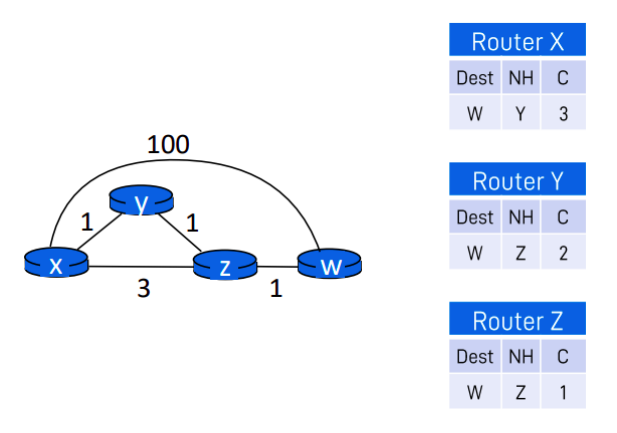 100
y
1
1
x
z
w
3
1
Router X
Dest NH C
W Y 3
Router Y
Dest NH C
W Z 2
Router Z
Dest NH C
W Z 1